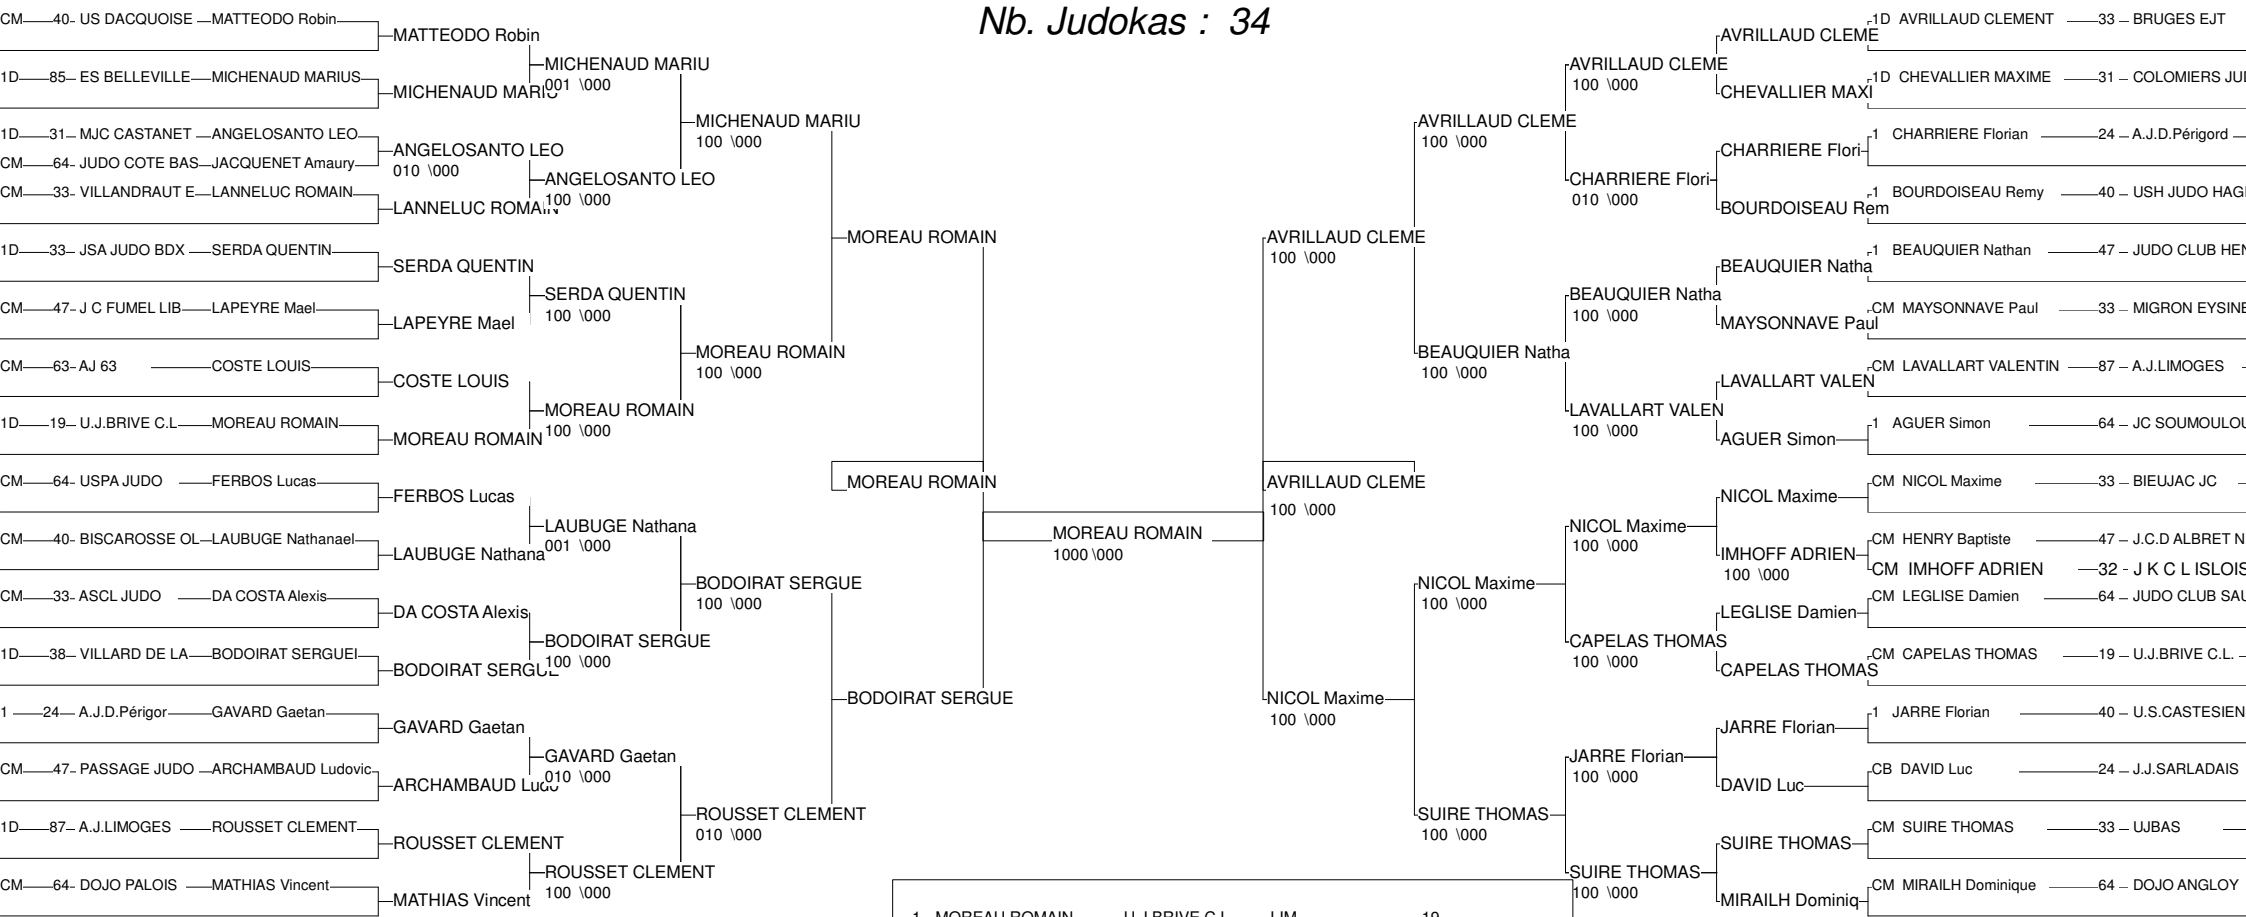 Nb. Judokas : 34
CM 40- US DACQUOISE MATTEODO Robin
1D 85- ES BELLEVILLE MICHENAUD MARIUS
1D 31- MJC CASTANET ANGELOSANTO LEO
CM 64- JUDO COTE BAS JACQUENET Amaury
CM 33- VILLANDRAUT E LANNELUC ROMAIN
1D 33- JSA JUDO BDX SERDA QUENTIN
CM 47- J C FUMEL LIB LAPEYRE Mael
CM 63- AJ 63 COSTE LOUIS
1D 19- U.J.BRIVE C.L MOREAU ROMAIN
CM 64- USPA JUDO FERBOS Lucas
CM 40- BISCAROSSE OL LAUBUGE Nathanael
CM 33- ASCL JUDO DA COSTA Alexis
1D 38- VILLARD DE LA BODOIRAT SERGUEI
1 24- A.J.D.Périgor GAVARD Gaetan
CM 47- PASSAGE JUDO ARCHAMBAUD Ludovic
1D 87- A.J.LIMOGES ROUSSET CLEMENT
CM 64- DOJO PALOIS MATHIAS Vincent
MATTEODO Robin
MICHENAUD MARIU
ANGELOSANTO LEO
010 \000
LANNELUC ROMAIN
SERDA QUENTIN
LAPEYRE Mael
COSTE LOUIS
MOREAU ROMAIN
FERBOS Lucas
LAUBUGE Nathana
DA COSTA Alexis
BODOIRAT SERGUE
GAVARD Gaetan
ARCHAMBAUD Ludo
ROUSSET CLEMENT
MATHIAS Vincent
MICHENAUD MARIU
001 \000
ANGELOSANTO LEO
100 \000
SERDA QUENTIN
100 \000
MOREAU ROMAIN
100 \000
LAUBUGE Nathana
001 \000
BODOIRAT SERGUE
100 \000
GAVARD Gaetan
010 \000
ROUSSET CLEMENT
100 \000
MICHENAUD MARIU
100 \000
MOREAU ROMAIN
100 \000
BODOIRAT SERGUE
100 \000
ROUSSET CLEMENT
010 \000
MOREAU ROMAIN
MOREAU ROMAIN
BODOIRAT SERGUE
MOREAU ROMAIN
1000 \000
AVRILLAUD CLEME
100 \000
AVRILLAUD CLEME
100 \000
NICOL Maxime
100 \000
AVRILLAUD CLEME
100 \000
BEAUQUIER Natha
100 \000
NICOL Maxime
100 \000
SUIRE THOMAS
100 \000
AVRILLAUD CLEME
100 \000
CHARRIERE Flori
010 \000
BEAUQUIER Natha
100 \000
LAVALLART VALEN
100 \000
NICOL Maxime
100 \000
CAPELAS THOMAS
100 \000
JARRE Florian
100 \000
SUIRE THOMAS
100 \000
AVRILLAUD CLEME
CHEVALLIER MAXI
CHARRIERE Flori
BOURDOISEAU Rem
BEAUQUIER Natha
MAYSONNAVE Paul
LAVALLART VALEN
AGUER Simon
NICOL Maxime
IMHOFF ADRIEN
100 \000
LEGLISE Damien
CAPELAS THOMAS
JARRE Florian
DAVID Luc
SUIRE THOMAS
MIRAILH Dominiq
1D AVRILLAUD CLEMENT 33 – BRUGES EJT
1D CHEVALLIER MAXIME 31 – COLOMIERS JUD
1 CHARRIERE Florian 24 – A.J.D.Périgord
1 BOURDOISEAU Remy 40 – USH JUDO HAG
1 BEAUQUIER Nathan 47 – JUDO CLUB HEN
CM MAYSONNAVE Paul 33 – MIGRON EYSINE
CM LAVALLART VALENTIN 87 – A.J.LIMOGES
1 AGUER Simon 64 – JC SOUMOULOU
CM NICOL Maxime 33 – BIEUJAC JC
CM HENRY Baptiste 47 – J.C.D ALBRET N
CM IMHOFF ADRIEN 32 - J K C L ISLOIS
CM LEGLISE Damien 64 – JUDO CLUB SAU
CM CAPELAS THOMAS 19 – U.J.BRIVE C.L.
1 JARRE Florian 40 – U.S.CASTESIEN
CB DAVID Luc 24 – J.J.SARLADAIS
CM SUIRE THOMAS 33 – UJBAS
CM MIRAILH Dominique 64 – DOJO ANGLOY
1 MOREAU ROMAIN U.J.BRIVE C.L. LIM 19